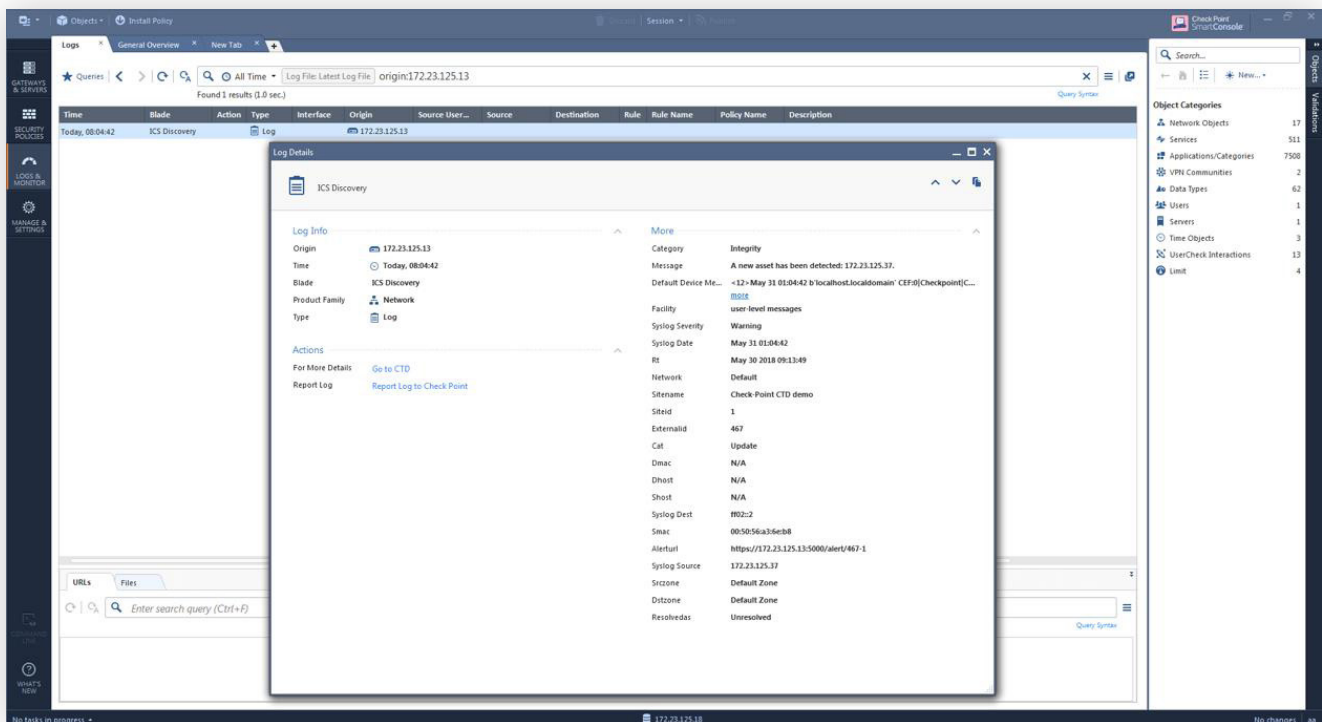 Objects
Install Policy
Session
Check Point
SmartConsole
Logs
General Overview
New Tab
GATEWAYS
& SERVERS
SECURITY
POLICIES
LOGS &
MONITOR
MANAGE &
SETTINGS
WHAT'S
NEW
Queries
All Time
Log File: Latest Log File
origin:172.23.125.13
Found 1 results (1.0 sec.)
Query Syntax
Time Blade Action Type Interface Origin Source User... Source Destination Rule Rule Name Policy Name Description
Today, 08:04:42 ICS Discovery Log 172.23.125.13
Log Details
ICS Discovery
Log Info
Origin 172.23.125.13
Time Today, 08:04:42
Blade ICS Discovery
Product Family Network
Type Log
Actions
For More Details Go to CTD
Report Log Report Log to Check Point
More
Category Integrity
Message A new asset has been detected: 172.23.125.37.
Default Device Me... <12>May 31 01:04:42 b'localhost.localdomain' CEF:0|Checkpoint|C...
more
Facility user-level messages
Syslog Severity Warning
Syslog Date May 31 01:04:42
Rt May 30 2018 09:13:49
Network Default
Sitename Check-Point CTD demo
Siteid 1
Externalid 467
Cat Update
Dmac N/A
Dhost N/A
Shost N/A
Syslog Dest ff02::2
Smac 00:50:56:a3:6e:b8
Alerturl https://172.23.125.13:5000/alert/467-1
Syslog Source 172.23.125.37
Srczone Default Zone
Dstzone Default Zone
Resolvedas Unresolved
URLs
Files
Enter search query (Ctrl+F)
Query Syntax
Search...
New...
Objects
Validations
Object Categories
Network Objects 17
Services 511
Applications/Categories 7508
VPN Communities 2
Data Types 62
Users 1
Servers 1
Time Objects 3
UserCheck Interactions 13
Limit 4
No tasks in progress
172.23.125.18
No changes